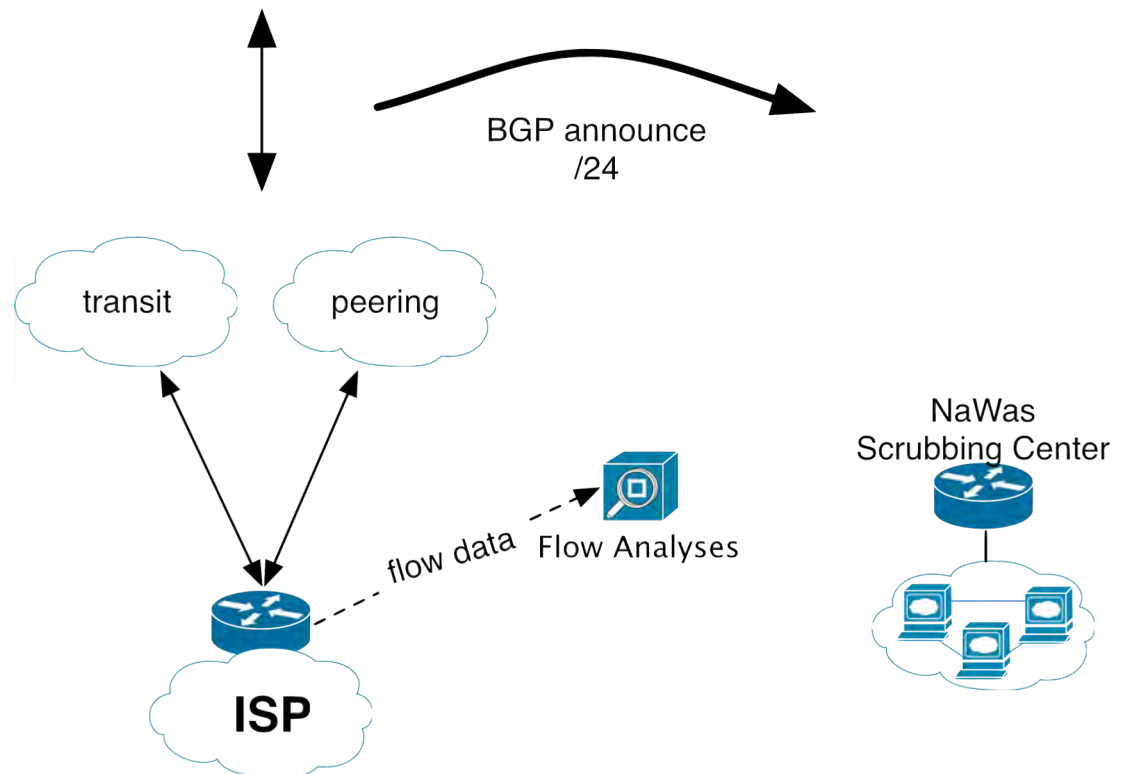 BGP announce
/24
transit
peering
NaWas
Scrubbing Center
flow data
Flow Analyses
ISP